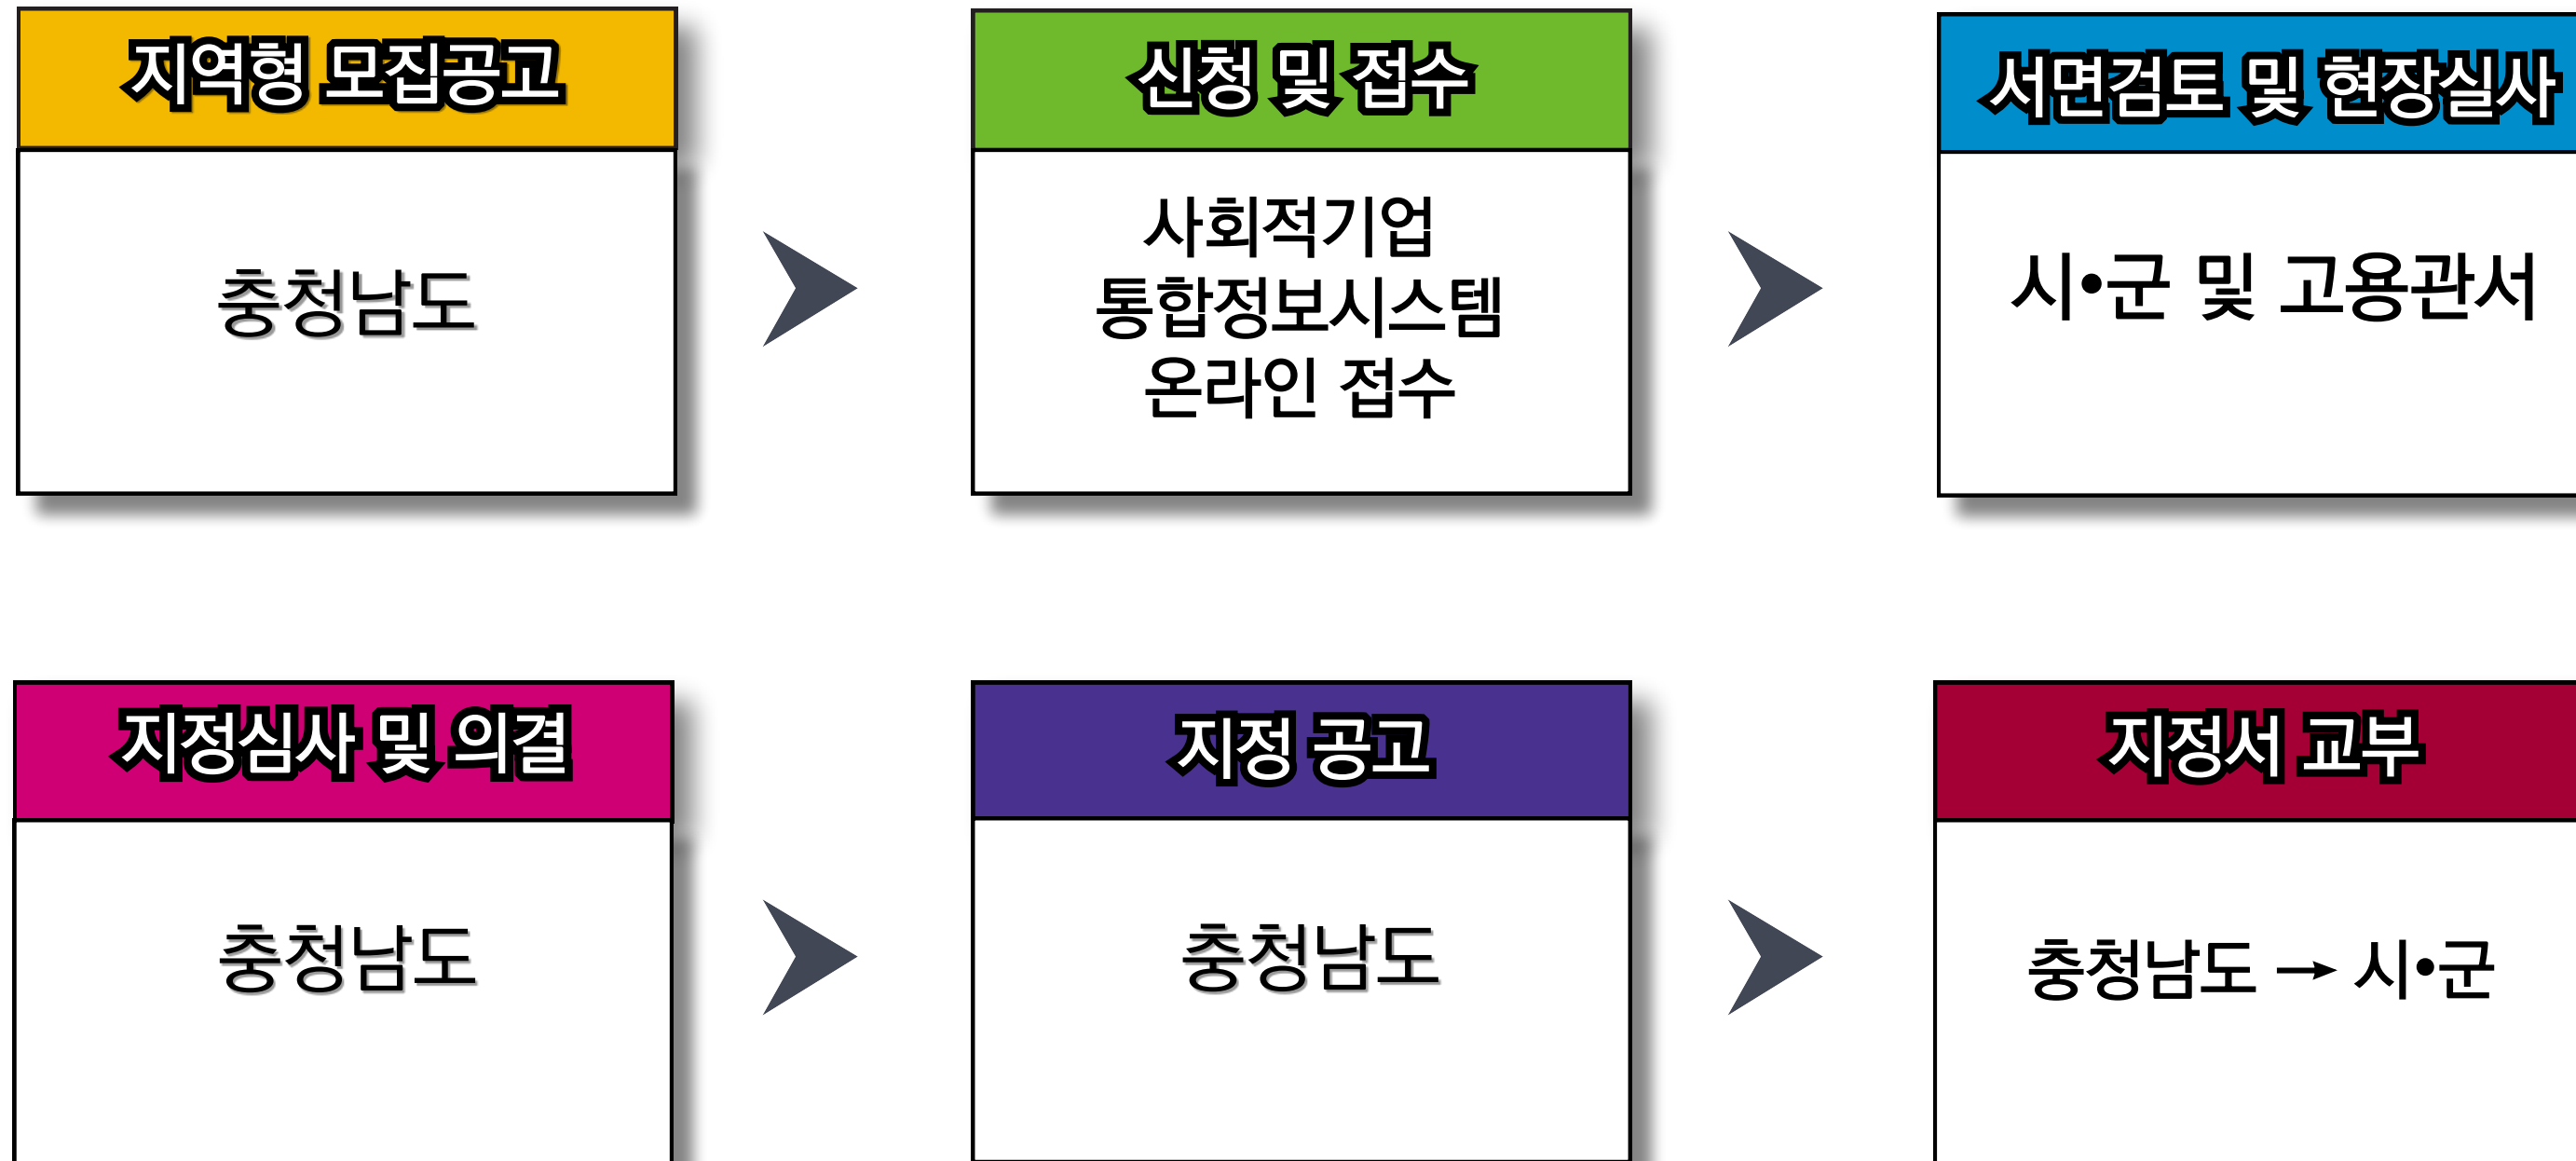 지역형 모집공고
충청남도
신청 및 접수
사회적기업
통합정보시스템
온라인 접수
서면검토 및 현장실사
시•군 및 고용관서
지정심사 및 의결
충청남도
지정 공고
충청남도
지정서 교부
충청남도 → 시•군